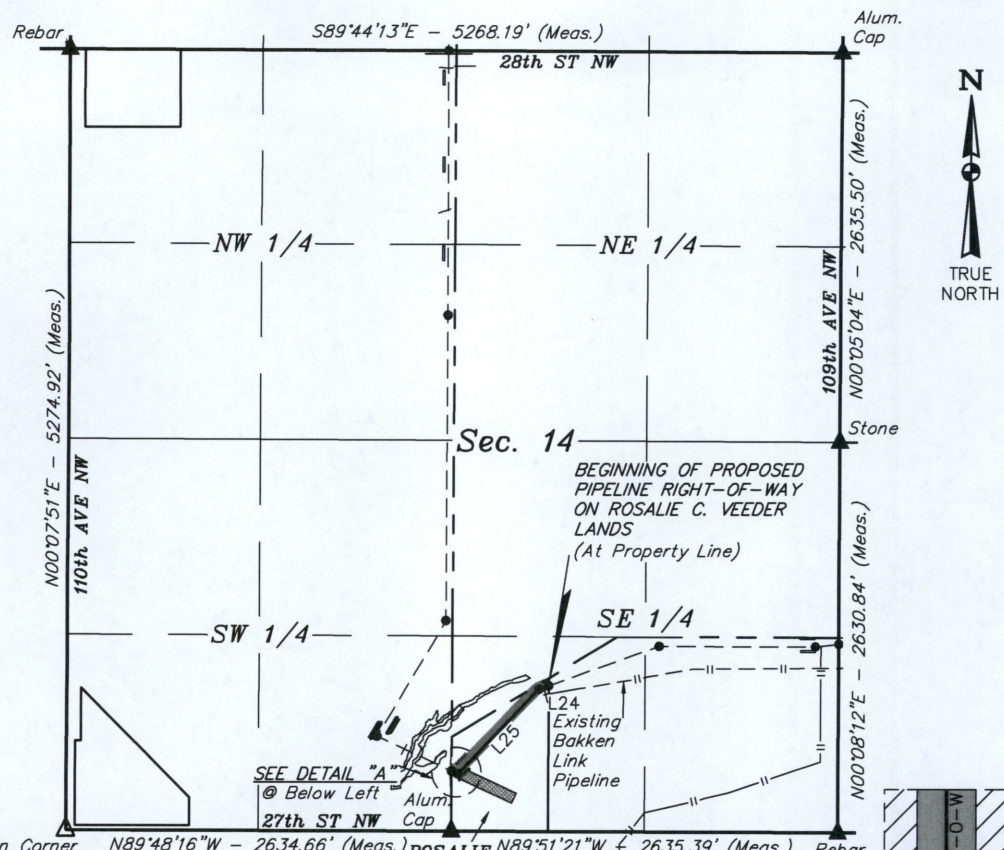 Rebar
S89°44'13"E - 5268.19' (Meas.)
Alum.
Cap
28th ST NW
N
TRUE
NORTH
NW 1/4
NE 1/4
N00°05'04"E - 2635.50' (Meas.)
109th AVE NW
N00°07'51"E - 5274.92' (Meas.)
110th AVE NW
Sec. 14
Stone
BEGINNING OF PROPOSED
PIPELINE RIGHT-OF-WAY
ON ROSALIE C. VEEDER
LANDS
(At Property Line)
SW 1/4
SE 1/4
N00°08'12"E - 2630.84' (Meas.)
L24
L25
Existing
Bakken
Link
Pipeline
SEE DETAIL "A"
@ Below Left
Alum.
Cap
27th ST NW
-O-W
Corner
N89°48'16"W - 2634.66' (Meas.)
ROSALIE
N89°51'21"W - 2635.39' (Meas.)
Rebar